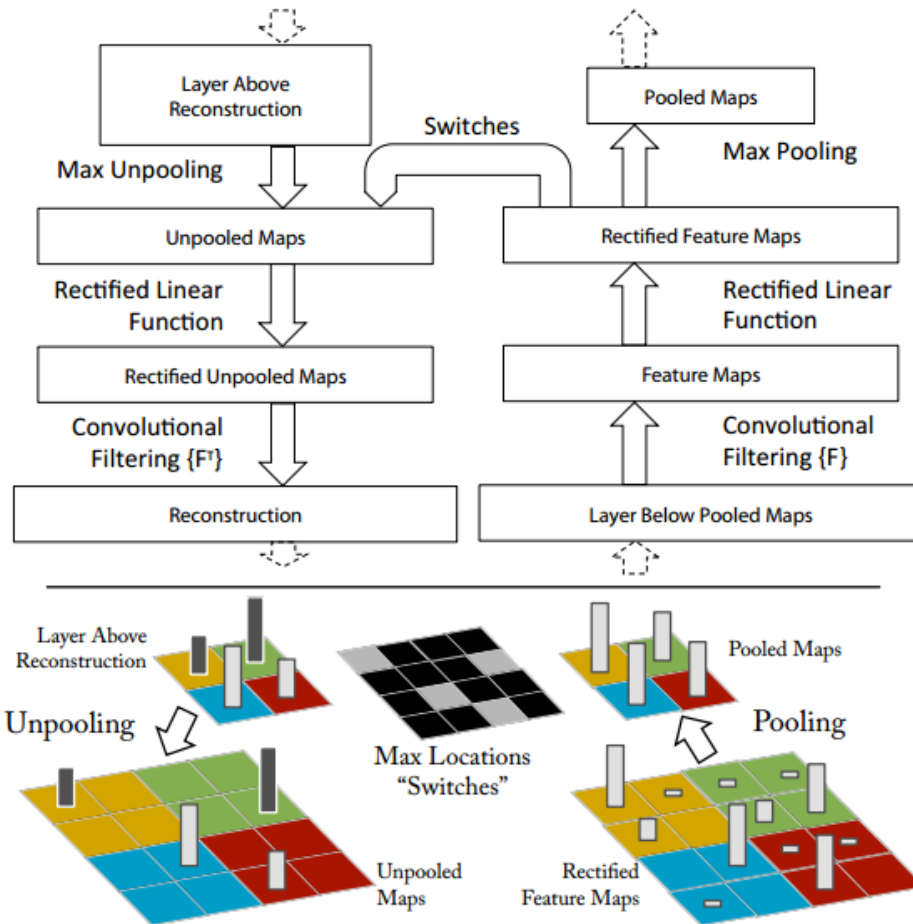 Layer Above
Reconstruction
Max Unpooling
Unpooled Maps
Rectified Linear
Function
Rectified Unpooled Maps
Convolutional
Filtering {Fᵀ}
Reconstruction
Switches
Pooled Maps
Max Pooling
Rectified Feature Maps
Rectified Linear
Function
Feature Maps
Convolutional
Filtering {F}
Layer Below Pooled Maps
Layer Above
Reconstruction
Unpooling
Unpooled
Maps
Max Locations
“Switches”
Pooled Maps
Pooling
Rectified
Feature Maps